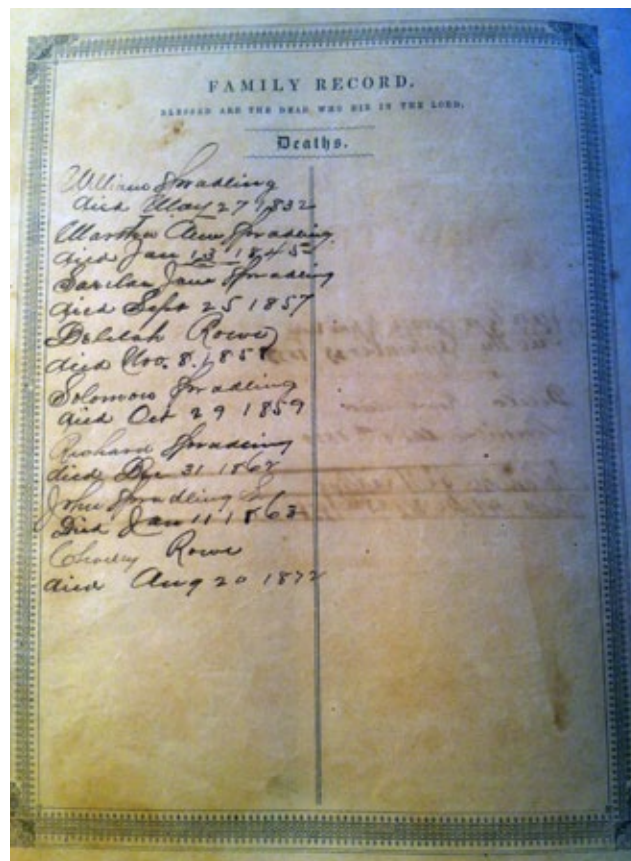 FAMILY RECORD.
BLESSED ARE THE DEAD WHO DIE IN THE LORD.
Deaths.
William Spradling
died May 27 1832
Martha Ann Spradling
died Jan 13 1845
Jane Spradling
died Sept 25 1857
Delilah Rowe
died Nov. 8. 1858
Solomon Spradling
died Oct 29 1859
Richard Spradling
died Dec 31 1862
John Spradling
Died Jan 11 1863
Rowe
died Aug 20 1872